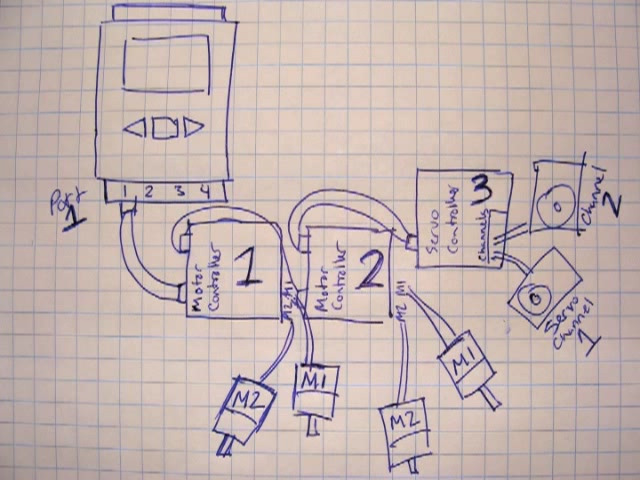 Port
1
1 2 3 4
Motor
Controller
1
M2 M1
Motor
Controller
2
M2 M1
Servo
Controller
3
channels
Channel
2
Servo
Channel
1
M2
M1
M2
M1